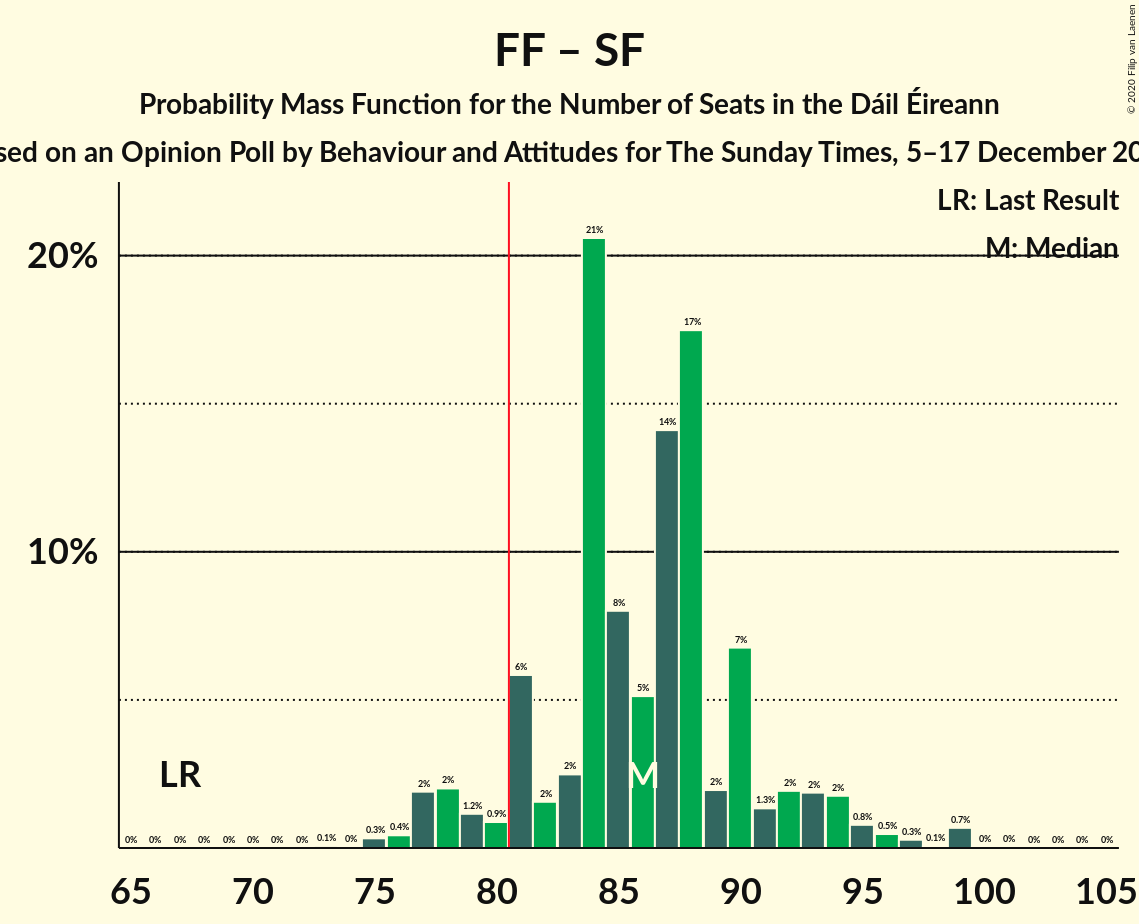 FF – SF
Probability Mass Function for the Number of Seats in the Dáil Éireann
on an Opinion Poll by Behaviour and Attitudes for The Sunday Times, 5–17 December
© 2020 Filip van Laenen
LR: Last Result
M: Median
20%
10%
0% 0% 0% 0% 0% 0% 0% 0% 0.1% 0% 0.3% 0.4% 2% 2% 1.2% 0.9% 6% 2% 2% 21% 8% 5% 14% 17% 2% 7% 1.3% 2% 2% 2% 0.8% 0.5% 0.3% 0.1% 0.7% 0% 0% 0% 0% 0% 0%
LR
M
65 70 75 80 85 90 95 100 105